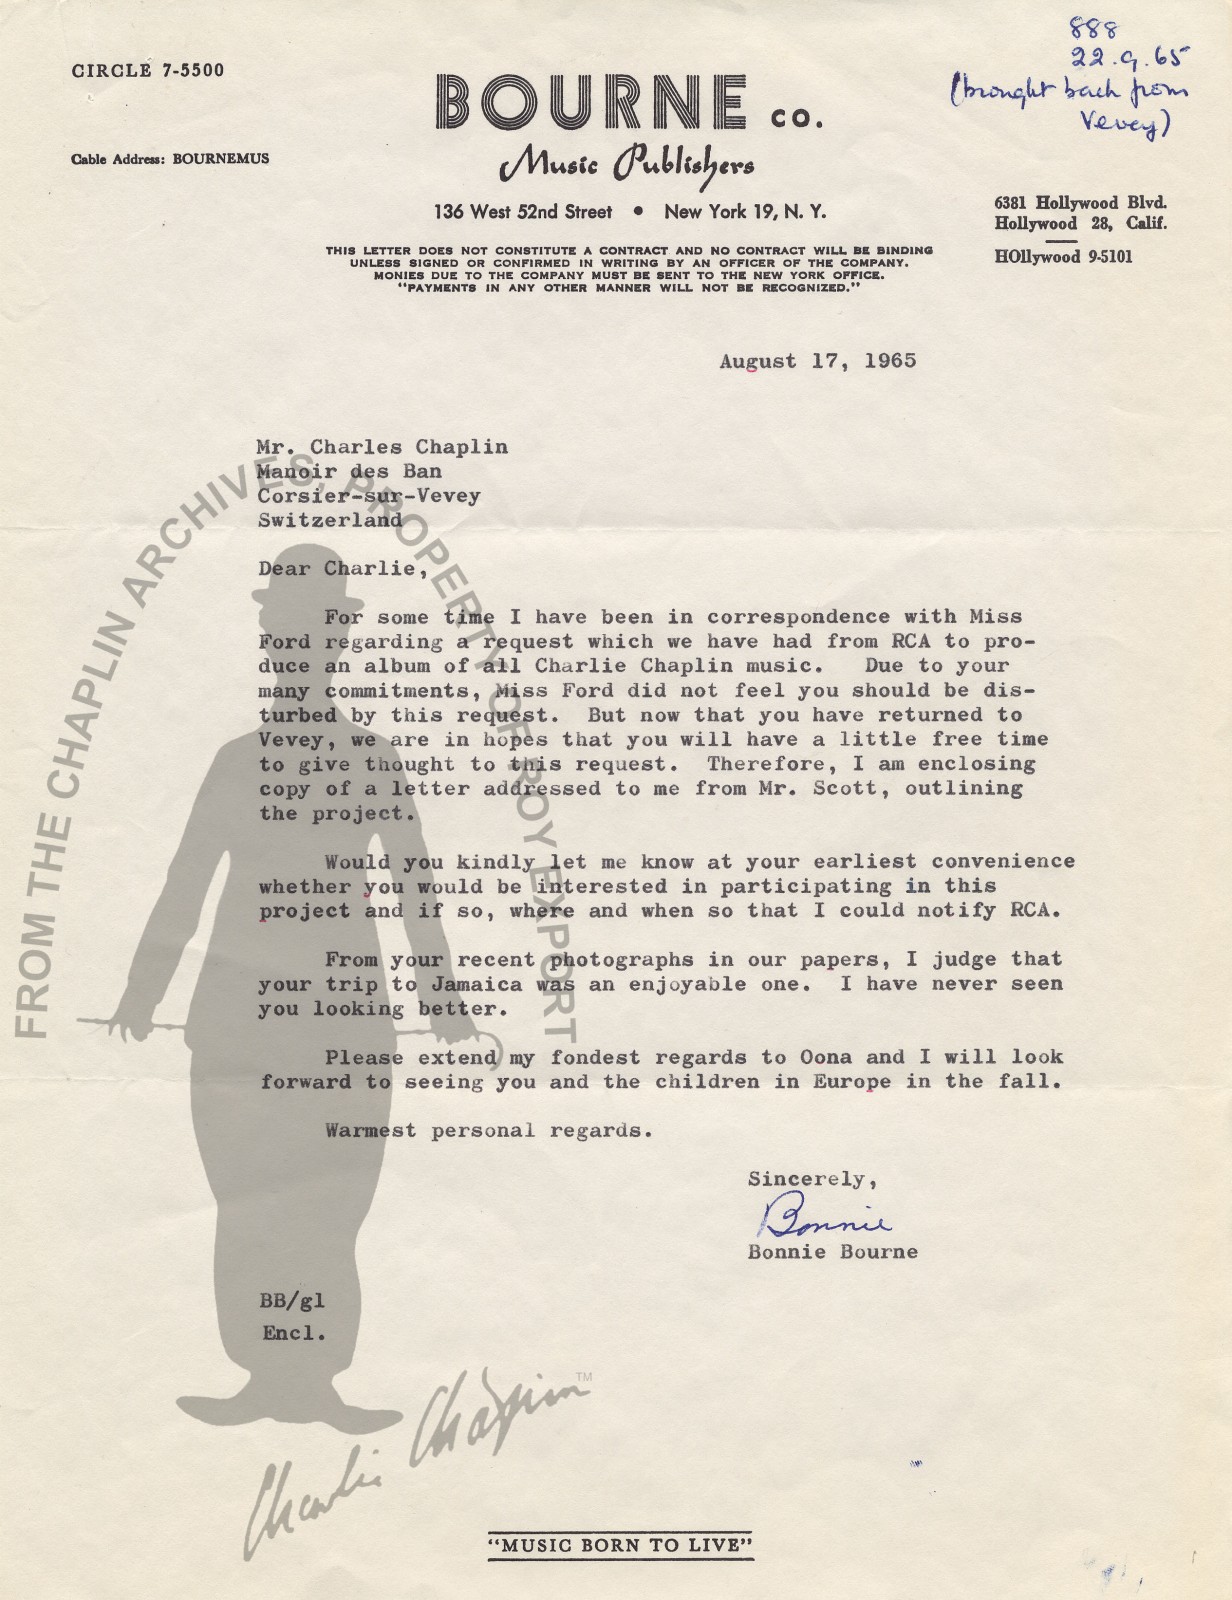 888
22.9.65
(brought back from
Vevey)
CIRCLE 7-5500
Cable Address: BOURNEMUS
BOURNE CO.
Music Publishers
136 West 52nd Street • New York 19, N. Y.
6381 Hollywood Blvd.
Hollywood 28, Calif.
HOllywood 9-5101
THIS LETTER DOES NOT CONSTITUTE A CONTRACT AND NO CONTRACT WILL BE BINDING
UNLESS SIGNED OR CONFIRMED IN WRITING BY AN OFFICER OF THE COMPANY.
MONIES DUE TO THE COMPANY MUST BE SENT TO THE NEW YORK OFFICE.
"PAYMENTS IN ANY OTHER MANNER WILL NOT BE RECOGNIZED."
August 17, 1965
Mr. Charles Chaplin
Manoir des Ban
Corsier-sur-Vevey
Switzerland
Dear Charlie,
For some time I have been in correspondence with Miss
Ford regarding a request which we have had from RCA to pro-
duce an album of all Charlie Chaplin music. Due to your
many commitments, Miss Ford did not feel you should be dis-
turbed by this request. But now that you have returned to
Vevey, we are in hopes that you will have a little free time
to give thought to this request. Therefore, I am enclosing
copy of a letter addressed to me from Mr. Scott, outlining
the project.
Would you kindly let me know at your earliest convenience
whether you would be interested in participating in this
project and if so, where and when so that I could notify RCA.
From your recent photographs in our papers, I judge that
your trip to Jamaica was an enjoyable one. I have never seen
you looking better.
Please extend my fondest regards to Oona and I will look
forward to seeing you and the children in Europe in the fall.
Warmest personal regards.
Sincerely,
Bonnie
Bonnie Bourne
BB/gl
Encl.
FROM THE CHAPLIN ARCHIVES, PROPERTY OF ROY EXPORT
Charlie Chaplin™
"MUSIC BORN TO LIVE"